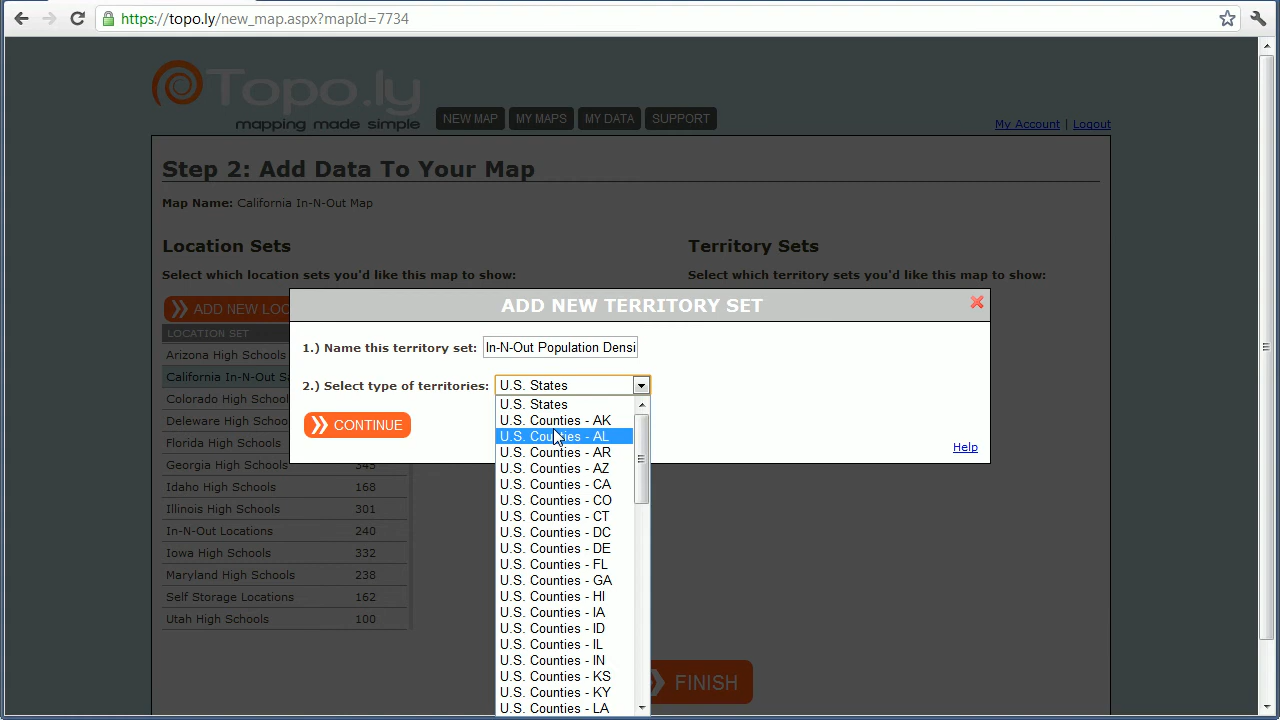 https://topo.ly/new_map.aspx?mapId=7734
Topo.ly
mapping made simple
NEW MAP MY MAPS MY DATA SUPPORT
My Account | Logout
Step 2: Add Data To Your Map
Map Name: California In-N-Out Map
Location Sets
Select which location sets you'd like this map to show:
ADD NEW LOC
LOCATION SET
Arizona High Schools
California In-N-Out S
Colorado High Schools
Deleware High Schools
Florida High Schools
Georgia High Schools 345
Idaho High Schools 168
Illinois High Schools 301
In-N-Out Locations 240
Iowa High Schools 332
Maryland High Schools 238
Self Storage Locations 162
Utah High Schools 100
Territory Sets
Select which territory sets you'd like this map to show:
ADD NEW TERRITORY SET
1.) Name this territory set: In-N-Out Population Densi
2.) Select type of territories: U.S. States
U.S. States
U.S. Counties - AK
U.S. Counties - AL
U.S. Counties - AR
U.S. Counties - AZ
U.S. Counties - CA
U.S. Counties - CO
U.S. Counties - CT
U.S. Counties - DC
U.S. Counties - DE
U.S. Counties - FL
U.S. Counties - GA
U.S. Counties - HI
U.S. Counties - IA
U.S. Counties - ID
U.S. Counties - IL
U.S. Counties - IN
U.S. Counties - KS
U.S. Counties - KY
U.S. Counties - LA
CONTINUE
Help
FINISH